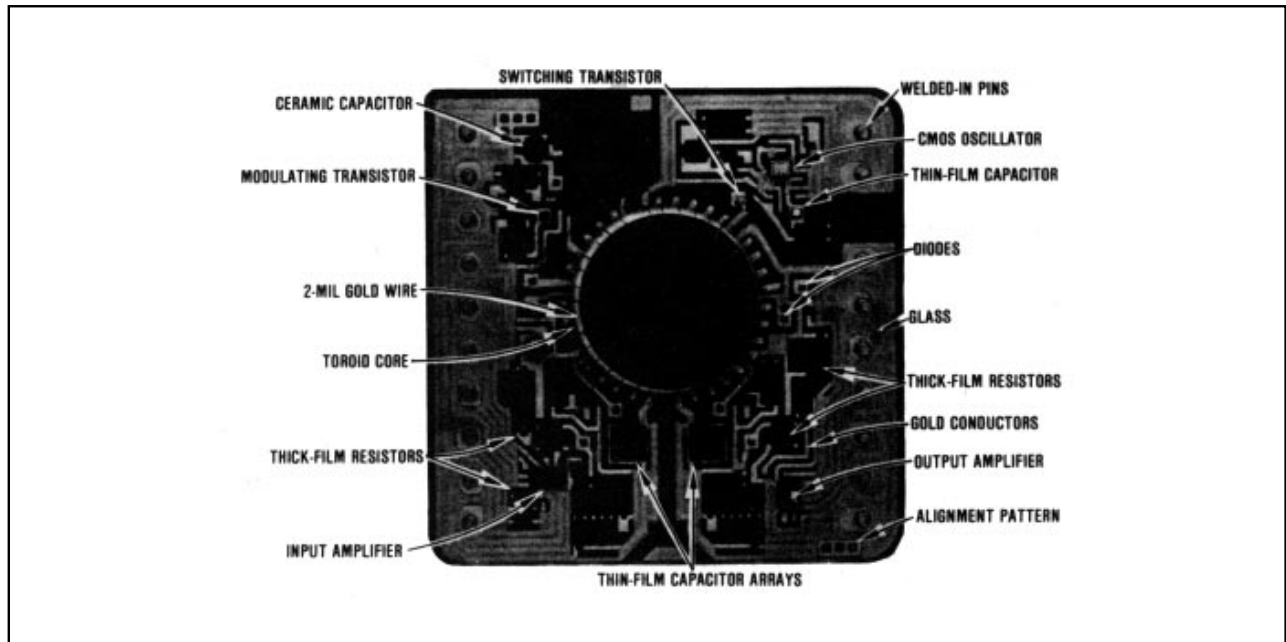 SWITCHING TRANSISTOR
CERAMIC CAPACITOR
MODULATING TRANSISTOR
2-MIL GOLD WIRE
TOROID CORE
THICK-FILM RESISTORS
INPUT AMPLIFIER
THIN-FILM CAPACITOR ARRAYS
WELDED-IN PINS
CMOS OSCILLATOR
THIN-FILM CAPACITOR
DIODES
GLASS
THICK-FILM RESISTORS
GOLD CONDUCTORS
OUTPUT AMPLIFIER
ALIGNMENT PATTERN